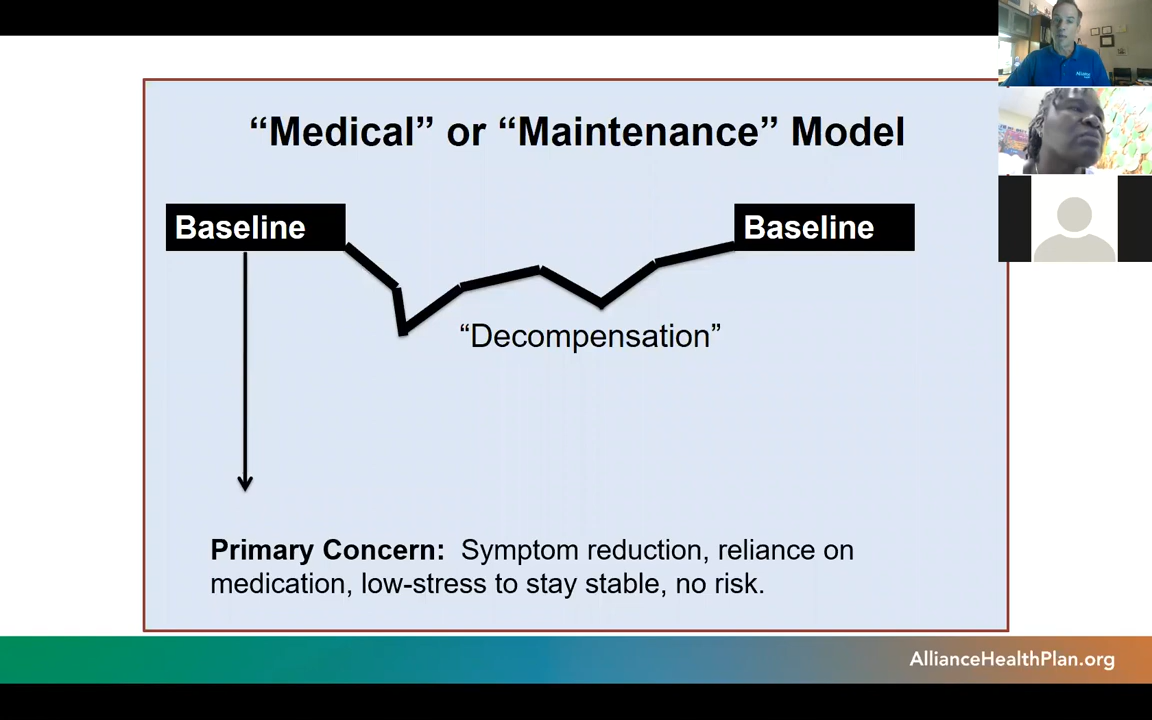 “Medical” or “Maintenance” Model
Baseline
Baseline
“Decompensation”
Primary Concern: Symptom reduction, reliance on
medication, low-stress to stay stable, no risk.
AllianceHealthPlan.org